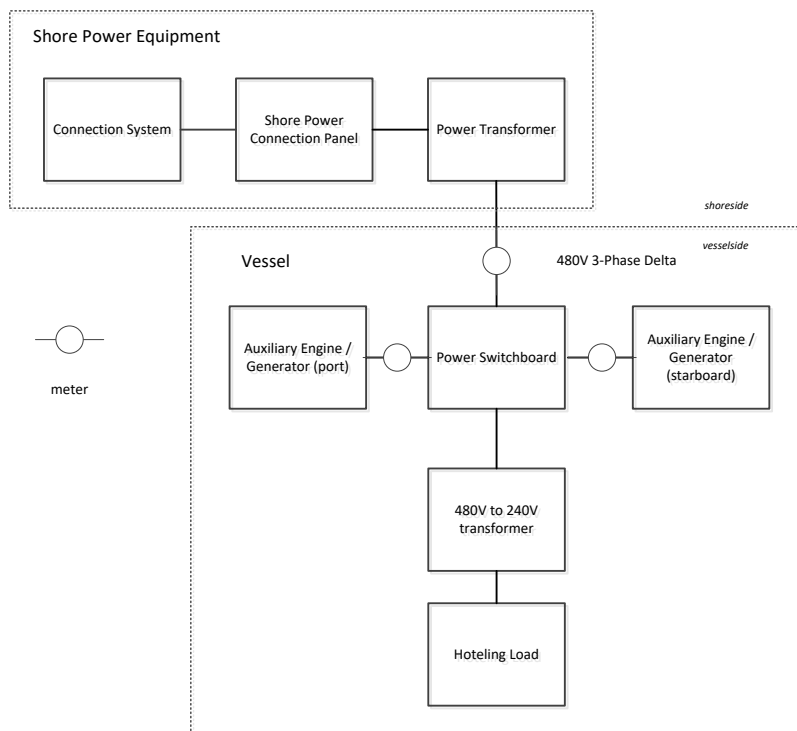 Shore Power Equipment
Connection System
Shore Power
Connection Panel
Power Transformer
shoreside
vesselside
Vessel
480V 3-Phase Delta
Auxiliary Engine /
Generator (port)
Power Switchboard
Auxiliary Engine /
Generator
(starboard)
meter
480V to 240V
transformer
Hoteling Load